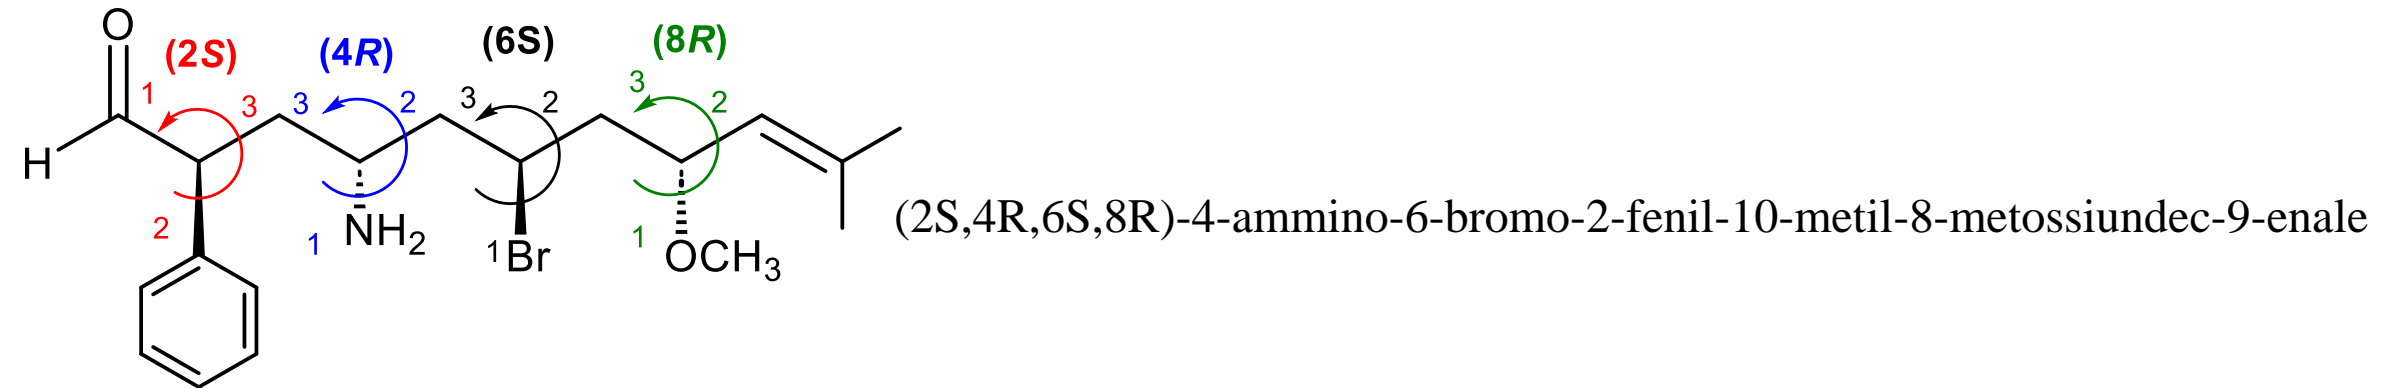 O
(2S) (4R) (6S) (8R)
1 3 3 2 3 2 3 2
H
2 1 NH2 1 Br 1 OCH3
(2S,4R,6S,8R)-4-ammino-6-bromo-2-fenil-10-metil-8-metossiundec-9-enale